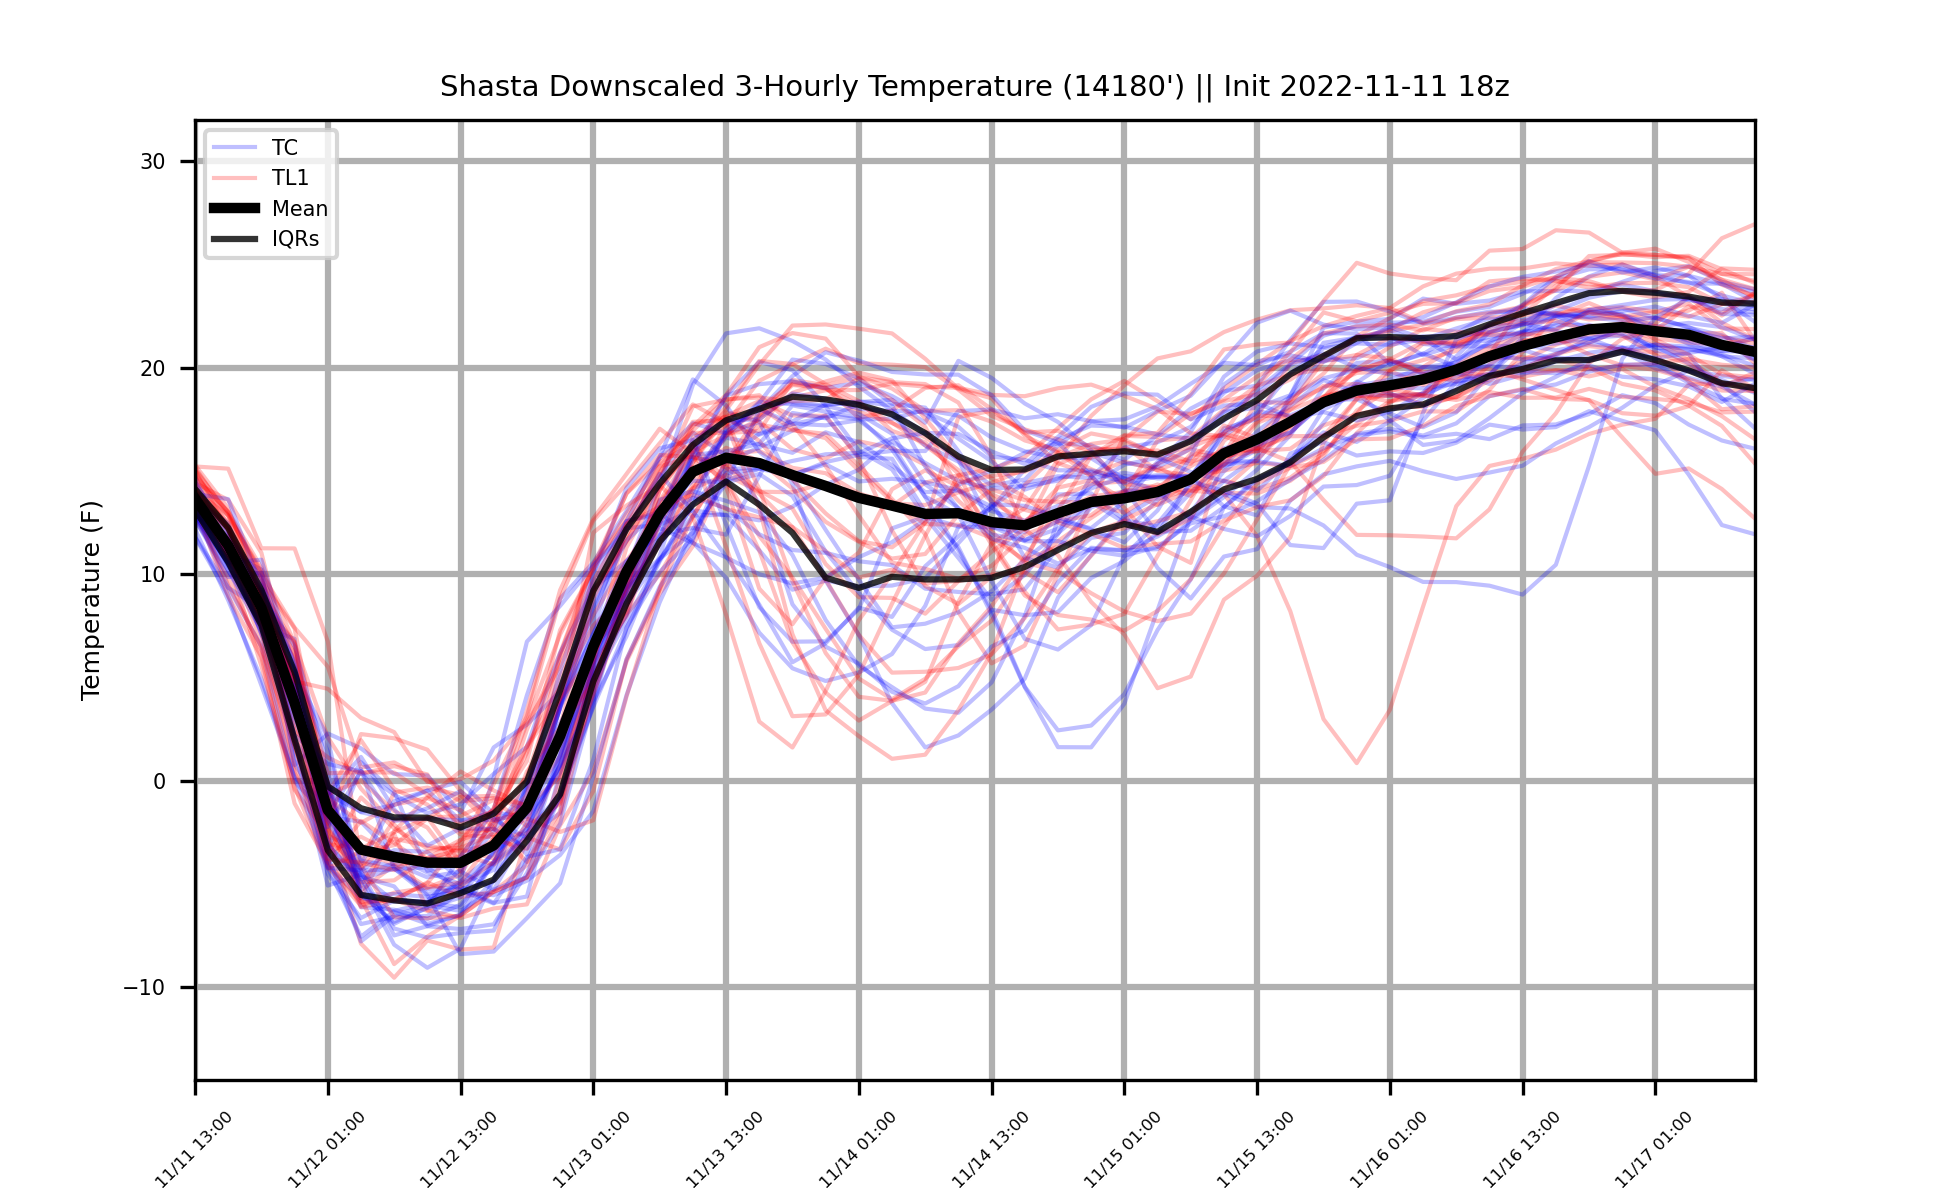 Shasta Downscaled 3-Hourly Temperature (14180') || Init 2022-11-11 18z
TC
TL1
Mean
IQRs
Temperature (F)
30
20
10
0
−10
11/11 13:00
11/12 01:00
11/12 13:00
11/13 01:00
11/13 13:00
11/14 01:00
11/14 13:00
11/15 01:00
11/15 13:00
11/16 01:00
11/16 13:00
11/17 01:00